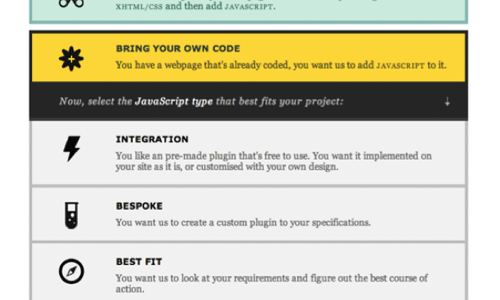 XHTML/CSS and then add JAVASCRIPT.
BRING YOUR OWN CODE
You have a webpage that's already coded, you want us to add JAVASCRIPT to it.
Now, select the JavaScript type that best fits your project:
INTEGRATION
You like an pre-made plugin that's free to use. You want it implemented on
your site as it is, or customised with your own design.
BESPOKE
You want us to create a custom plugin to your specifications.
BEST FIT
You want us to look at your requirements and figure out the best course of
action.